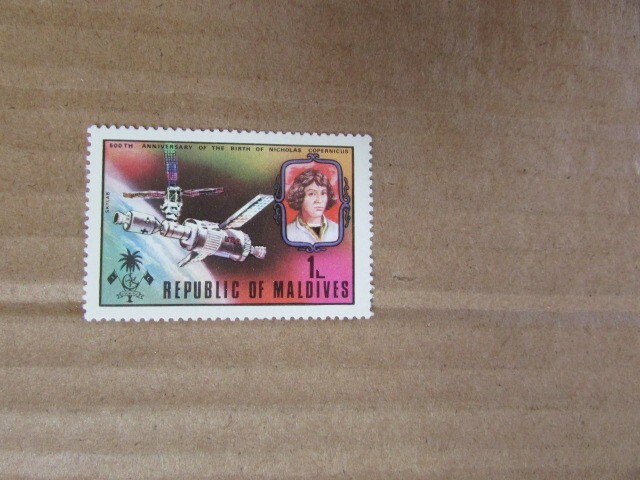 500TH ANNIVERSARY OF THE BIRTH OF NICHOLAS COPERNICUS
SKYLAB
1L
REPUBLIC OF MALDIVES